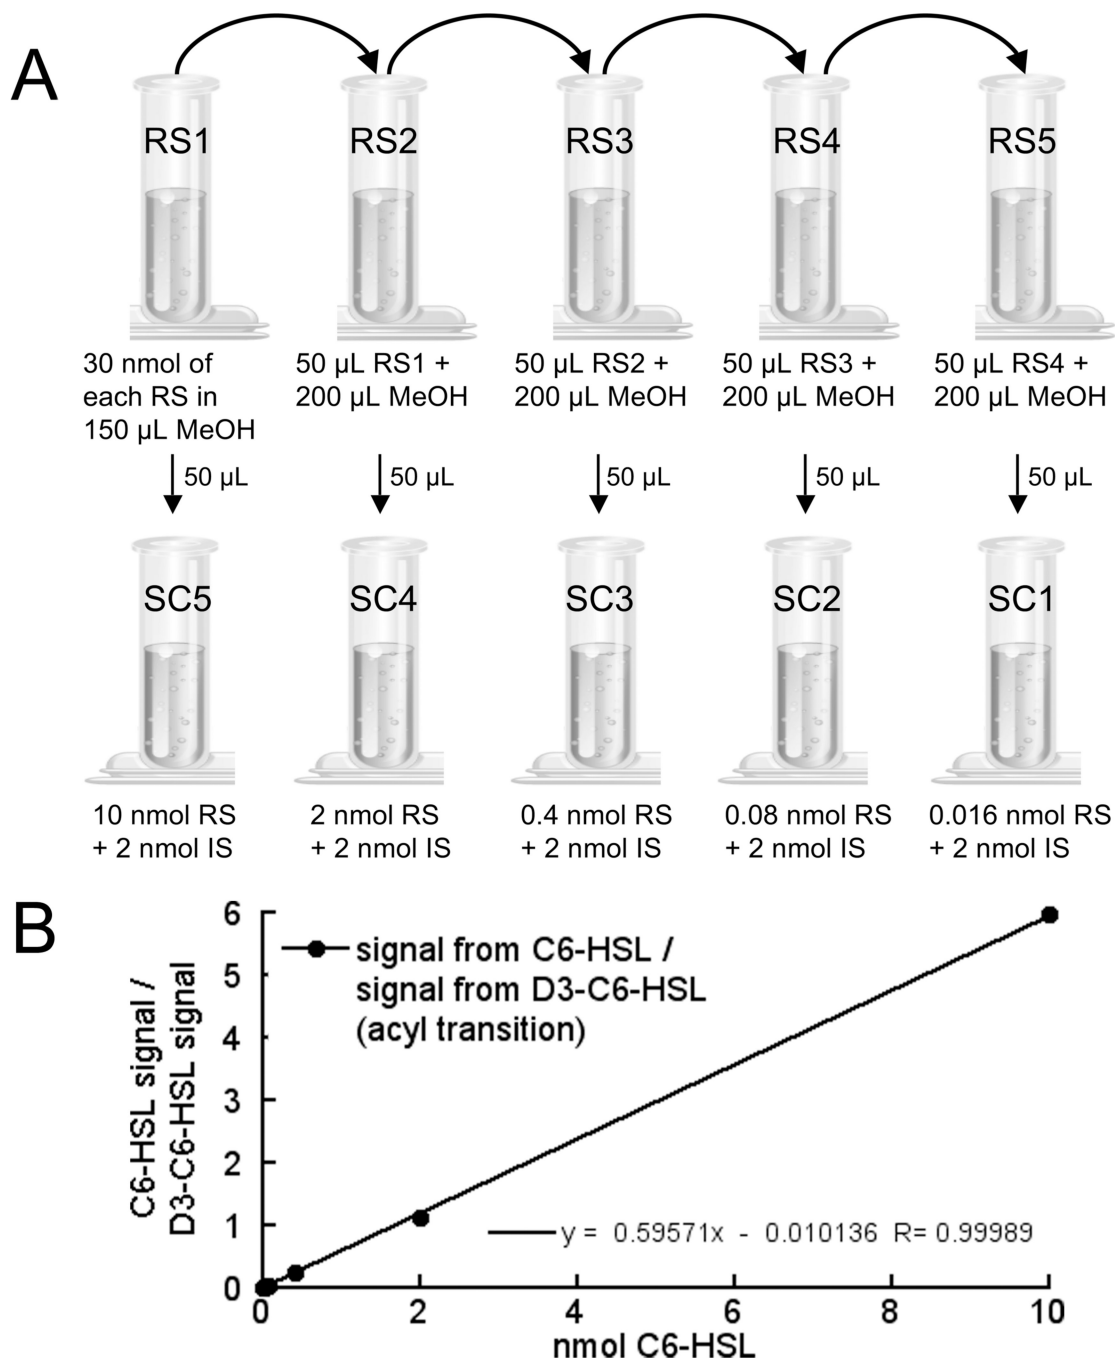 A
RS1
RS2
RS3
RS4
RS5
30 nmol of
each RS in
150 µL MeOH
50 µL RS1 +
200 µL MeOH
50 µL RS2 +
200 µL MeOH
50 µL RS3 +
200 µL MeOH
50 µL RS4 +
200 µL MeOH
50 µL
50 µL
50 µL
50 µL
50 µL
SC5
SC4
SC3
SC2
SC1
10 nmol RS
+ 2 nmol IS
2 nmol RS
+ 2 nmol IS
0.4 nmol RS
+ 2 nmol IS
0.08 nmol RS
+ 2 nmol IS
0.016 nmol RS
+ 2 nmol IS
B
C6-HSL signal /
D3-C6-HSL signal
6
5
4
3
2
1
0
signal from C6-HSL /
signal from D3-C6-HSL
(acyl transition)
y = 0.59571x - 0.010136 R= 0.99989
0
2
4
6
8
10
nmol C6-HSL